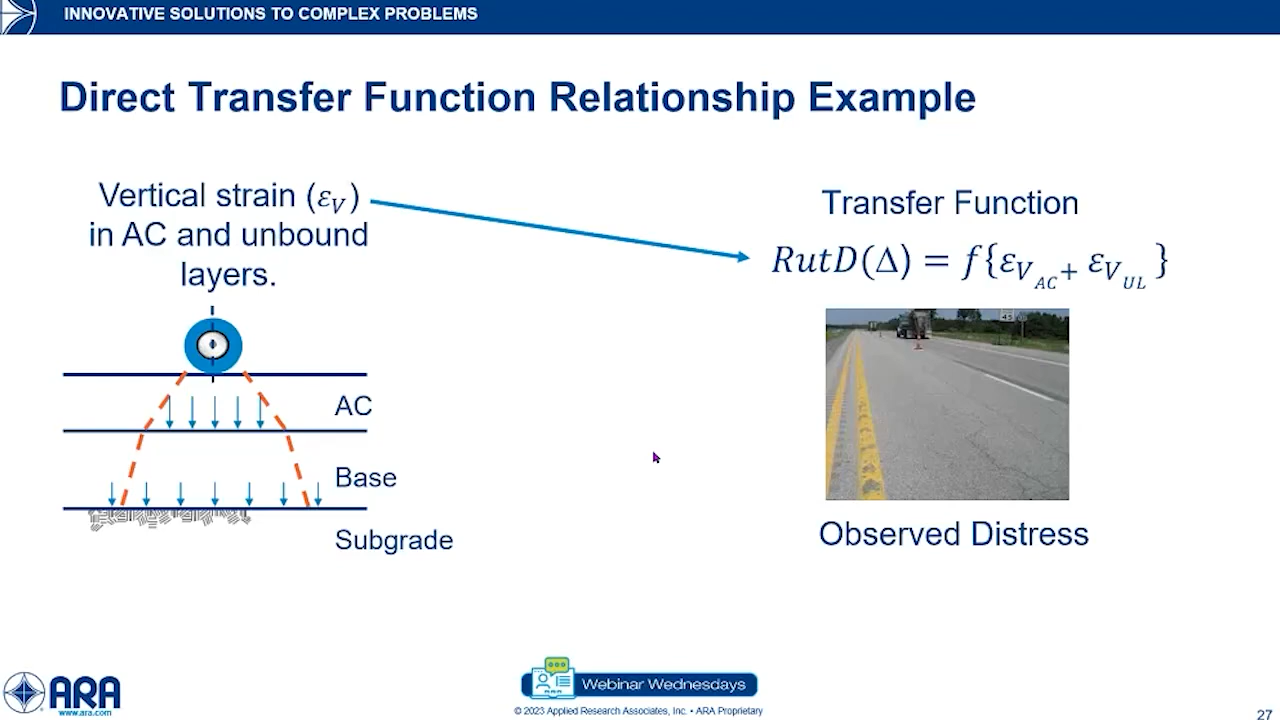 INNOVATIVE SOLUTIONS TO COMPLEX PROBLEMS
Direct Transfer Function Relationship Example
Vertical strain (εV)
in AC and unbound
layers.
Transfer Function
RutD(Δ) = f{εVAC+ εVUL }
AC
Base
Subgrade
45
Observed Distress
ARA
www.ara.com
Webinar Wednesdays
© 2023 Applied Research Associates, Inc. • ARA Proprietary
27